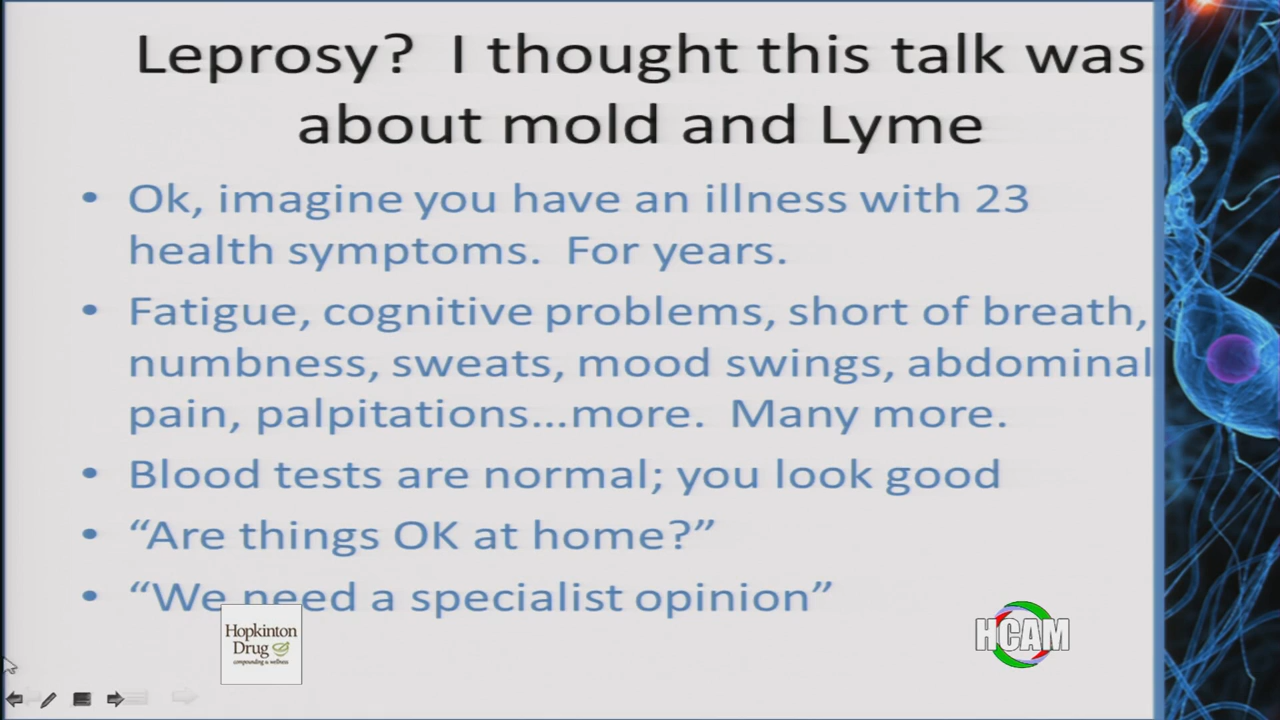 Leprosy? I thought this talk was
about mold and Lyme
• Ok, imagine you have an illness with 23
health symptoms. For years.
• Fatigue, cognitive problems, short of breath,
numbness, sweats, mood swings, abdominal
pain, palpitations...more. Many more.
• Blood tests are normal; you look good
• “Are things OK at home?”
• “We need a specialist opinion”
Hopkinton
Drug
compounding & wellness
HCAM